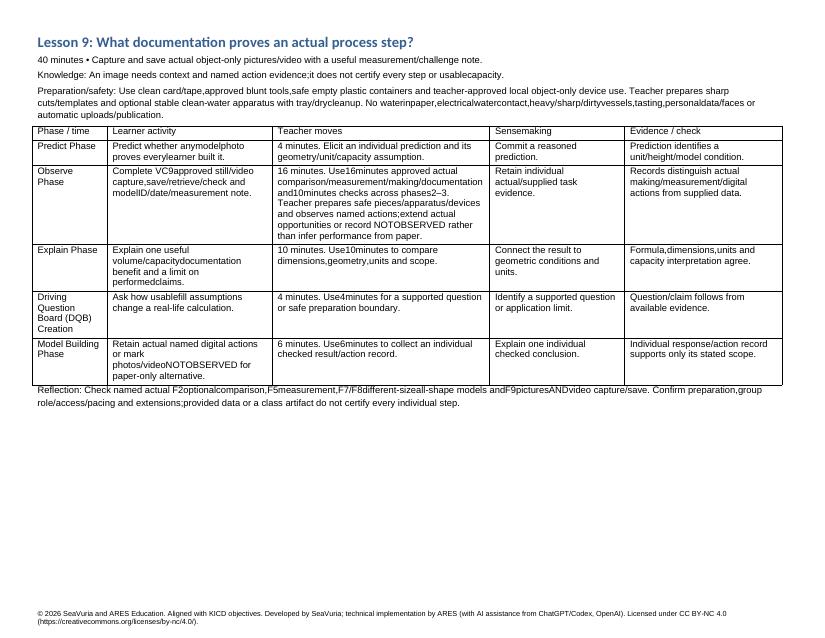 Lesson 9: What documentation proves an actual process step?
40 minutes • Capture and save actual object-only pictures/video with a useful measurement/challenge note.
Knowledge: An image needs context and named action evidence;it does not certify every step or usablecapacity.
Preparation/safety: Use clean card/tape,approved blunt tools,safe empty plastic containers and teacher-approved local object-only device use. Teacher prepares sharp
cuts/templates and optional stable clean-water apparatus with tray/drycleanup. No waterinpaper,electricalwatercontact,heavy/sharp/dirtyvessels,tasting,personaldata/faces or
automatic uploads/publication.
Phase / time
Learner activity
Teacher moves
Sensemaking
Evidence / check
Predict Phase
Predict whether anymodelphoto
proves everylearner built it.
4 minutes. Elicit an individual prediction and its
geometry/unit/capacity assumption.
Commit a reasoned
prediction.
Prediction identifies a
unit/height/model condition.
Observe
Phase
Complete VC9approved still/video
capture,save/retrieve/check and
modelID/date/measurement note.
16 minutes. Use16minutes approved actual
comparison/measurement/making/documentation
and10minutes checks across phases2–3.
Teacher prepares safe pieces/apparatus/devices
and observes named actions;extend actual
opportunities or record NOTOBSERVED rather
than infer performance from paper.
Retain individual
actual/supplied task
evidence.
Records distinguish actual
making/measurement/digital
actions from supplied data.
Explain Phase
Explain one useful
volume/capacitydocumentation
benefit and a limit on
performedclaims.
10 minutes. Use10minutes to compare
dimensions,geometry,units and scope.
Connect the result to
geometric conditions and
units.
Formula,dimensions,units and
capacity interpretation agree.
Driving
Question
Board (DQB)
Creation
Ask how usablefill assumptions
change a real-life calculation.
4 minutes. Use4minutes for a supported question
or safe preparation boundary.
Identify a supported question
or application limit.
Question/claim follows from
available evidence.
Model Building
Phase
Retain actual named digital actions
or mark
photos/videoNOTOBSERVED for
paper-only alternative.
6 minutes. Use6minutes to collect an individual
checked result/action record.
Explain one individual
checked conclusion.
Individual response/action record
supports only its stated scope.
Reflection: Check named actual F2optionalcomparison,F5measurement,F7/F8different-sizeall-shape models andF9picturesANDvideo capture/save. Confirm preparation,group
role/access/pacing and extensions;provided data or a class artifact do not certify every individual step.
© 2026 SeaVuria and ARES Education. Aligned with KICD objectives. Developed by SeaVuria; technical implementation by ARES (with AI assistance from ChatGPT/Codex, OpenAI). Licensed under CC BY-NC 4.0
(https://creativecommons.org/licenses/by-nc/4.0/).